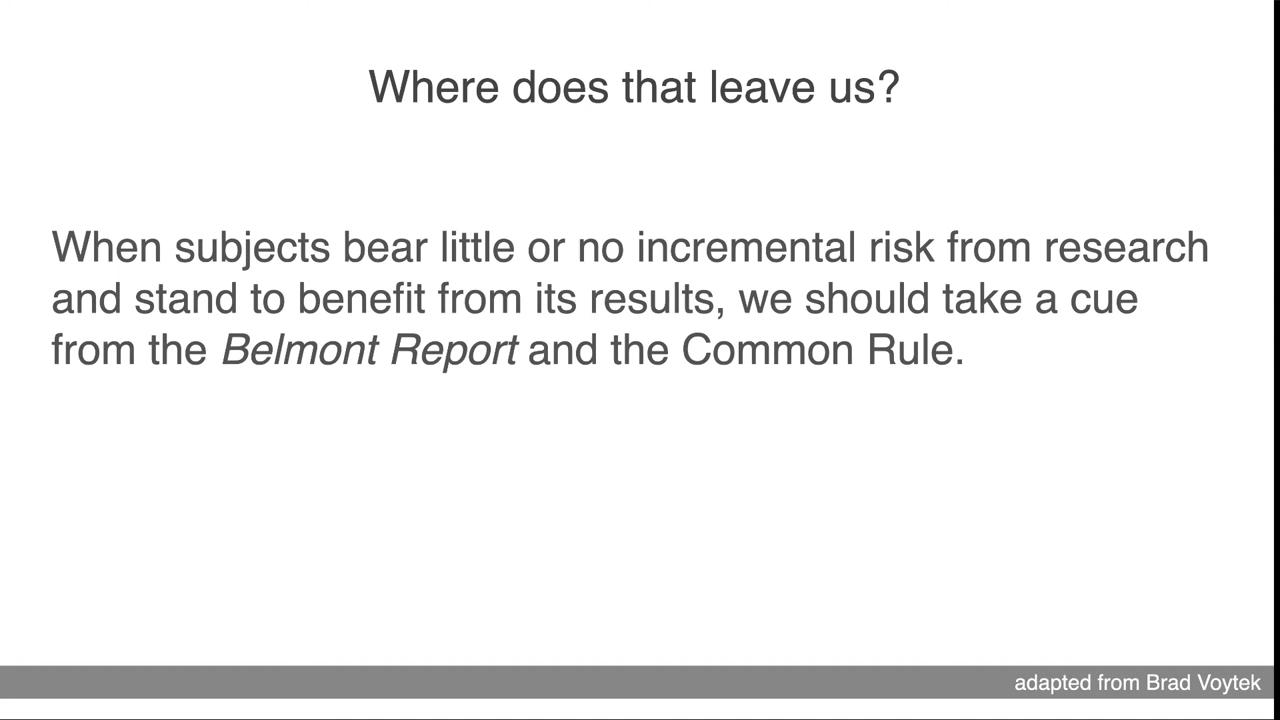 Where does that leave us?
When subjects bear little or no incremental risk from research
and stand to benefit from its results, we should take a cue
from the Belmont Report and the Common Rule.
adapted from Brad Voytek